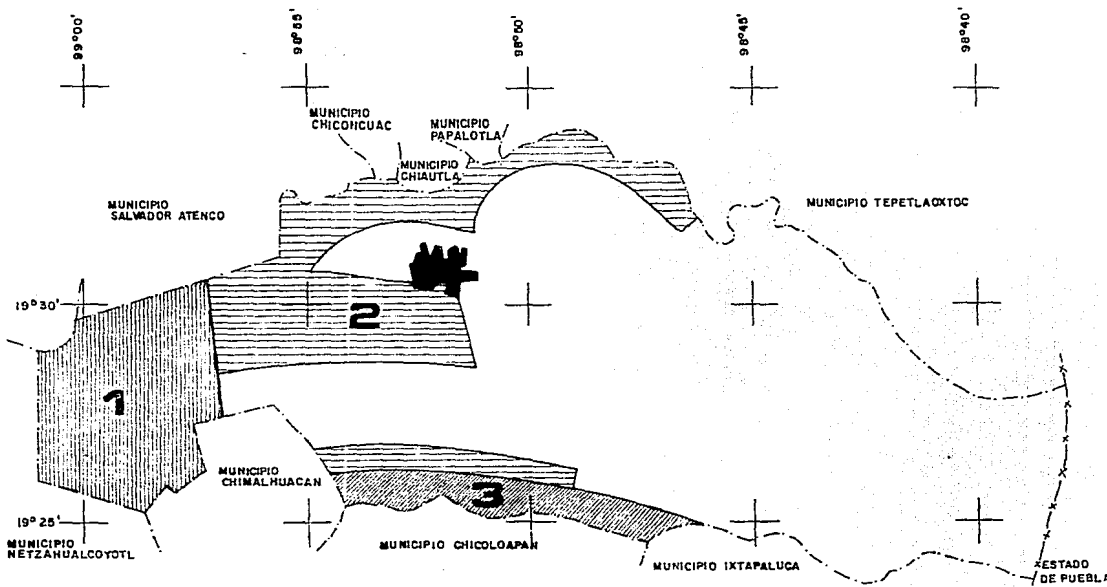 99°00'
98°55'
98°50'
98°45'
98°40'
MUNICIPIO
CHICONCUAC
MUNICIPIO
PAPALOTLA
MUNICIPIO
CHIAUTLA
MUNICIPIO
SALVADOR ATENCO
MUNICIPIO TEPETLAOXTOC
19°30'
2
1
MUNICIPIO
CHIMALHUACAN
3
19°25'
MUNICIPIO
NETZAHUALCOYOTL
MUNICIPIO CHICOLOAPAN
MUNICIPIO IXTAPALUCA
ESTADO
DE PUEBLA